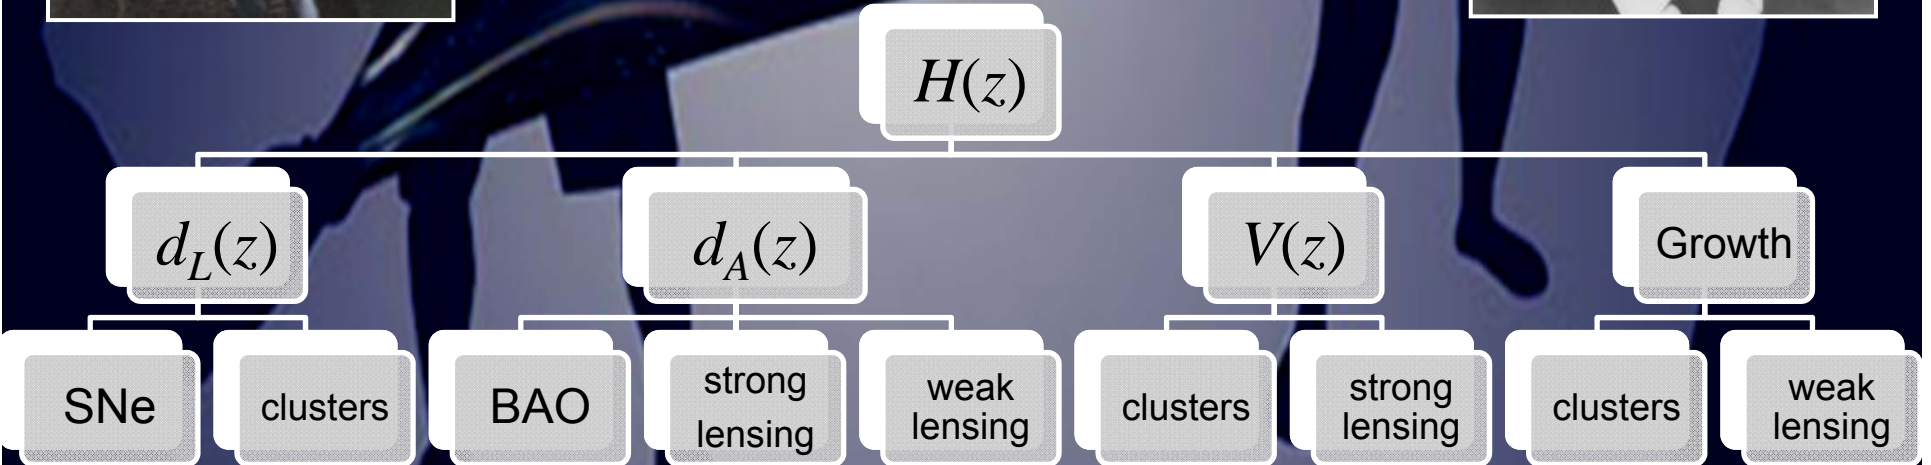 H(z)
d_L(z)
d_A(z)
V(z)
Growth
SNe
clusters
BAO
strong
lensing
weak
lensing
clusters
strong
lensing
clusters
weak
lensing